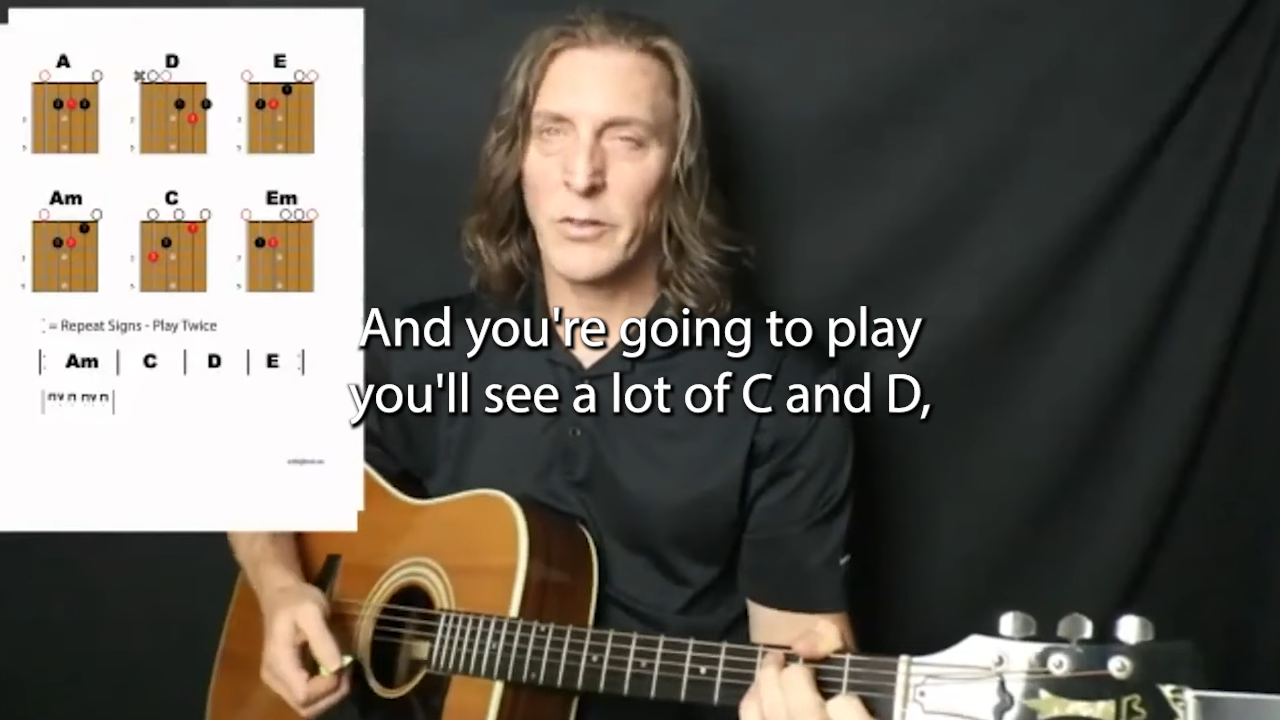 A D E
Am C Em
= Repeat Signs - Play Twice
Am C D E
And you're going to play
you'll see a lot of C and D,